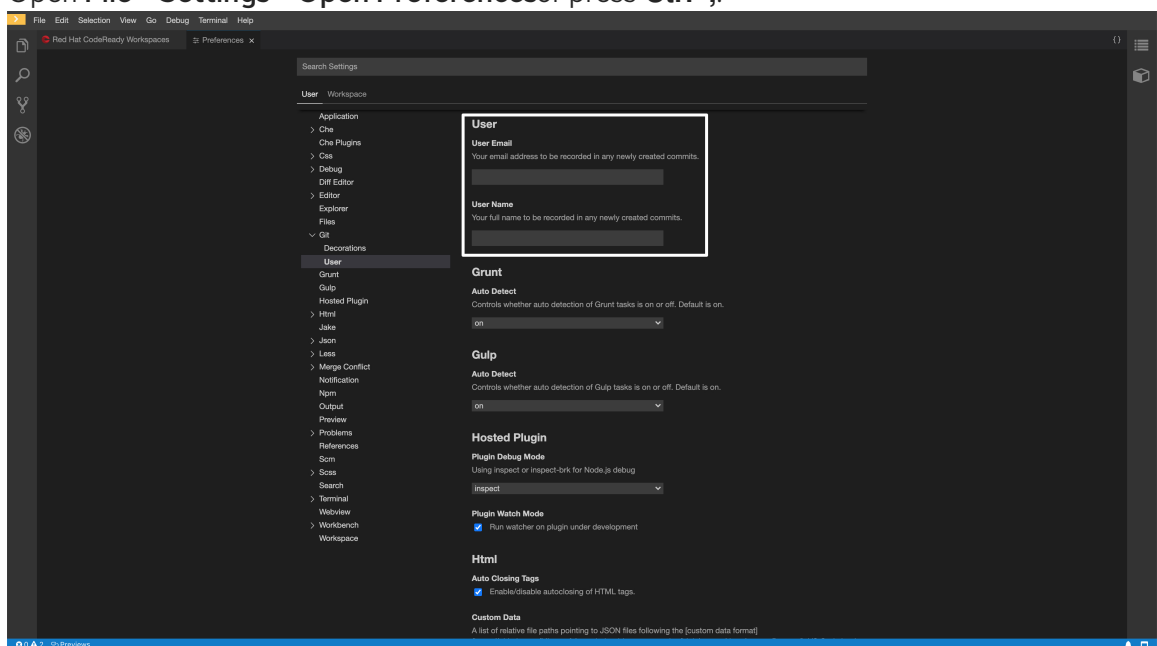 Open File > Settings > Open Preferences or press Ctrl + ,.
File Edit Selection View Go Debug Terminal Help
Red Hat CodeReady Workspaces Preferences ×
Search Settings
User Workspace
Application
Che
Che Plugins
Css
Debug
Diff Editor
Editor
Explorer
Files
Git
Decorations
User
Grunt
Gulp
Hosted Plugin
Html
Jake
Json
Less
Merge Conflict
Notification
Npm
Output
Preview
Problems
References
Scm
Scss
Search
Terminal
Webview
Workbench
Workspace
User
User Email
Your email address to be recorded in any newly created commits.
User Name
Your full name to be recorded in any newly created commits.
Grunt
Auto Detect
Controls whether auto detection of Grunt tasks is on or off. Default is on.
on
Gulp
Auto Detect
Controls whether auto detection of Gulp tasks is on or off. Default is on.
on
Hosted Plugin
Plugin Debug Mode
Using inspect or inspect-brk for Node.js debug
inspect
Plugin Watch Mode
Run watcher on plugin under development
Html
Auto Closing Tags
Enable/disable autoclosing of HTML tags.
Custom Data
A list of relative file paths pointing to JSON files following the [custom data format]
0 2 Previews